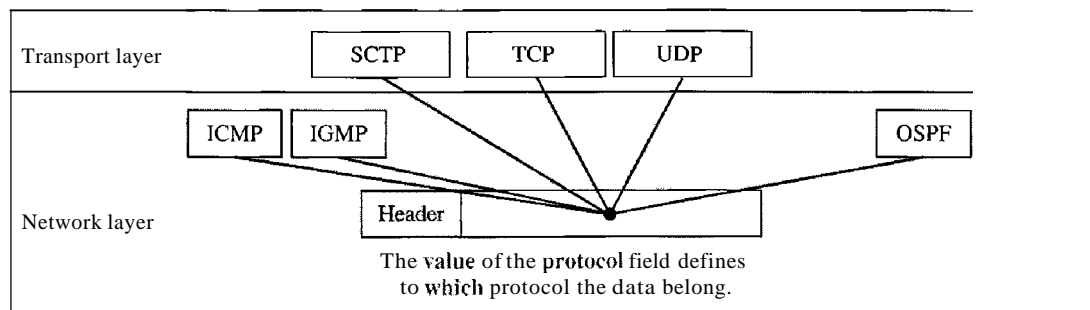 Transport layer
SCTP
TCP
UDP
ICMP
IGMP
OSPF
Network layer
Header
The value of the protocol field defines
to which protocol the data belong.